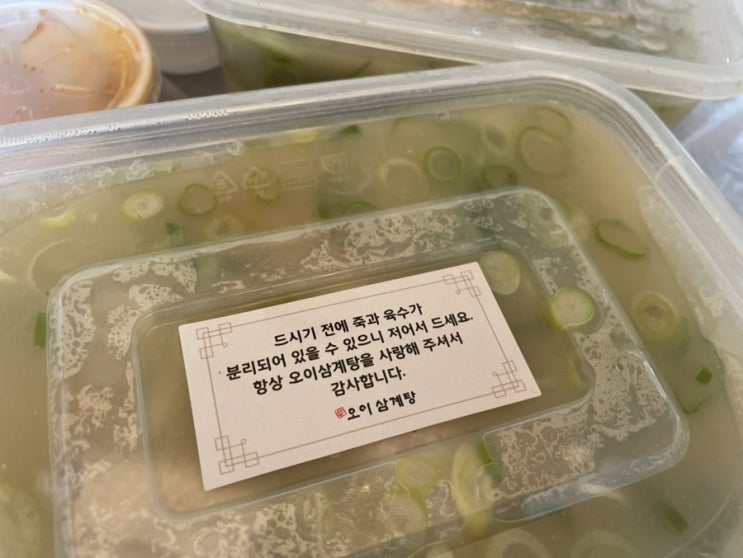 드시기 전에 죽과 육수가
분리되어 있을 수 있으니 저어서 드세요.
항상 오이삼계탕을 사랑해 주셔서
감사합니다.
오이 삼계탕